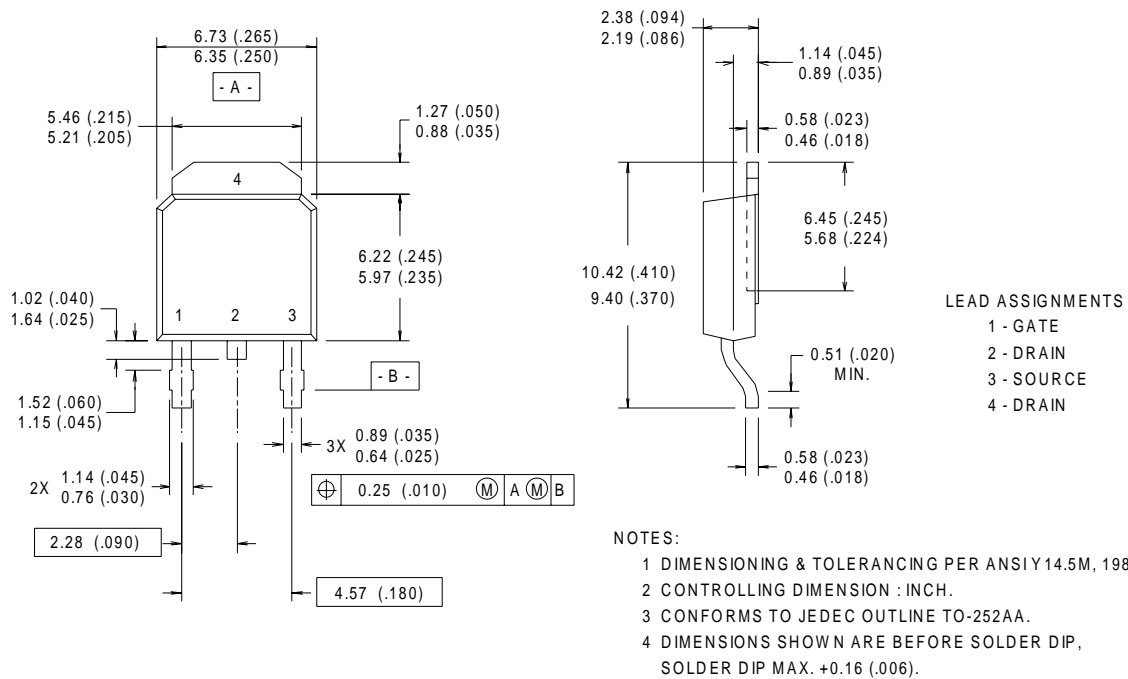 6.73 (.265)
6.35 (.250)
- A -
5.46 (.215)
5.21 (.205)
1.27 (.050)
0.88 (.035)
4
6.22 (.245)
5.97 (.235)
1.02 (.040)
1.64 (.025)
1 2 3
- B -
1.52 (.060)
1.15 (.045)
3X 0.89 (.035)
0.64 (.025)
2X 1.14 (.045)
0.76 (.030)
⌖ 0.25 (.010) Ⓜ A Ⓜ B
2.28 (.090)
4.57 (.180)
2.38 (.094)
2.19 (.086)
1.14 (.045)
0.89 (.035)
0.58 (.023)
0.46 (.018)
6.45 (.245)
5.68 (.224)
10.42 (.410)
9.40 (.370)
0.51 (.020)
MIN.
0.58 (.023)
0.46 (.018)
LEAD ASSIGNMENTS
1 - GATE
2 - DRAIN
3 - SOURCE
4 - DRAIN
NOTES:
1 DIMENSIONING & TOLERANCING PER ANSI Y14.5M, 198
2 CONTROLLING DIMENSION : INCH.
3 CONFORMS TO JEDEC OUTLINE TO-252AA.
4 DIMENSIONS SHOWN ARE BEFORE SOLDER DIP,
SOLDER DIP MAX. +0.16 (.006).